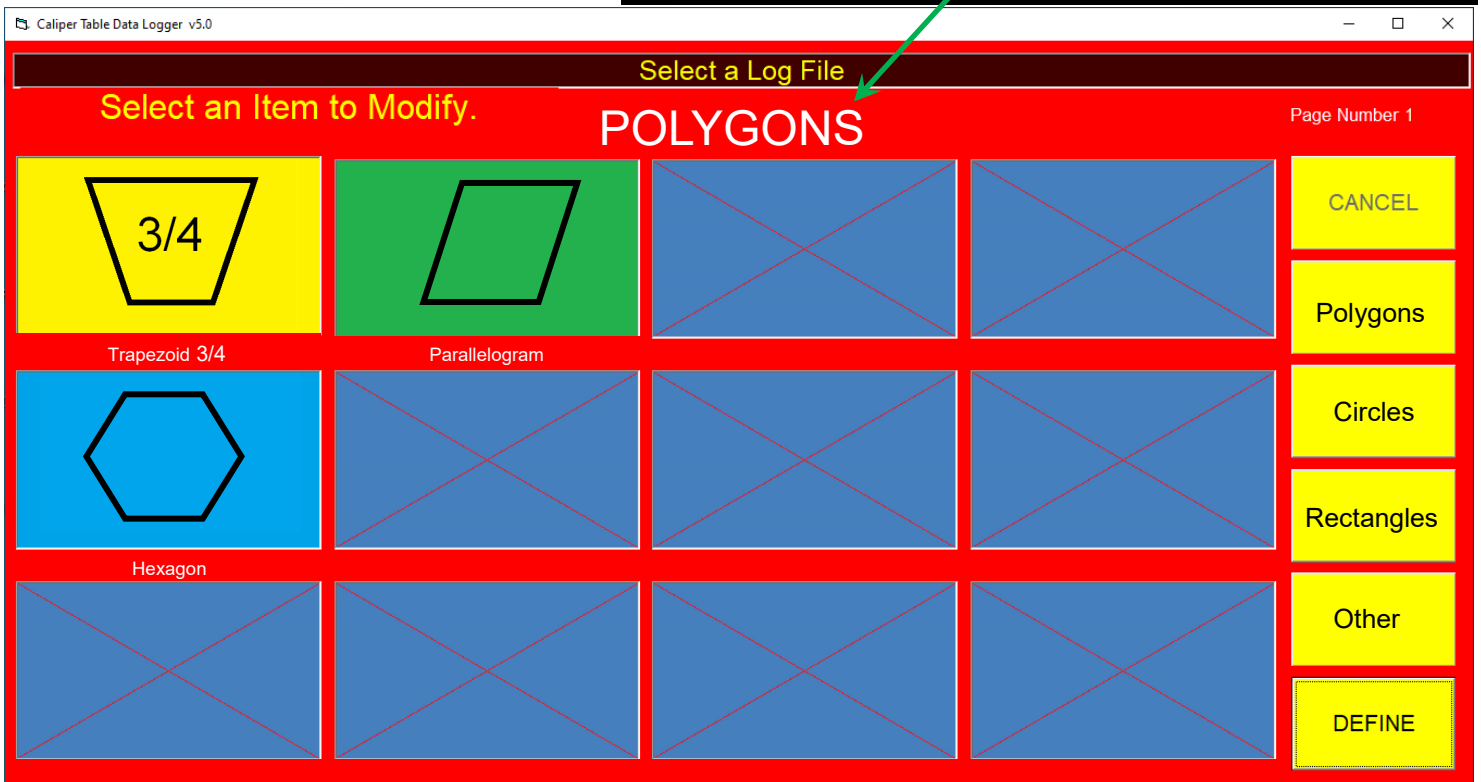 Caliper Table Data Logger v5.0
Select a Log File
Select an Item to Modify.
POLYGONS
Page Number 1
3/4
CANCEL
Polygons
Trapezoid 3/4
Parallelogram
Circles
Rectangles
Hexagon
Other
DEFINE